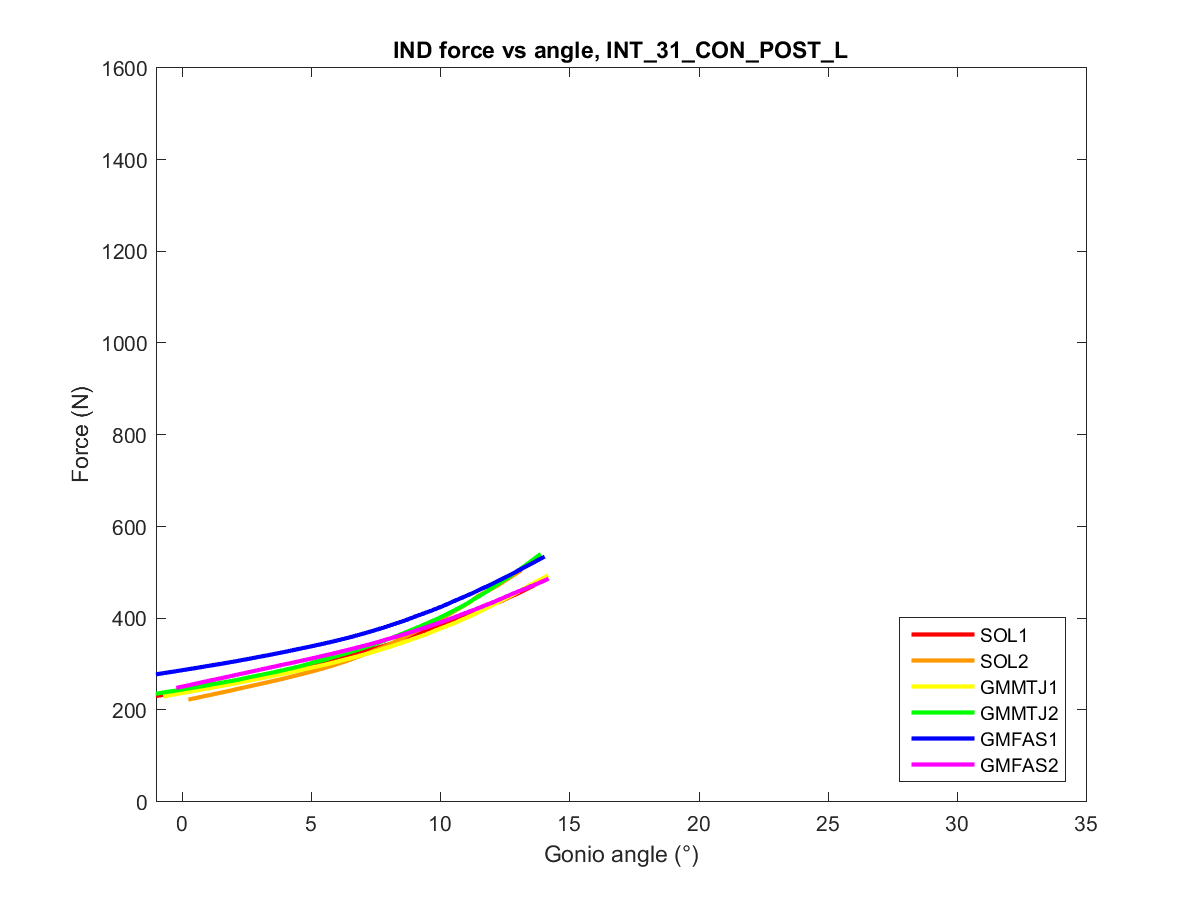 IND force vs angle, INT_31_CON_POST_L
1600
1400
1200
1000
800
600
400
200
0
Force (N)
0 5 10 15 20 25 30 35
Gonio angle (°)
SOL1
SOL2
GMMTJ1
GMMTJ2
GMFAS1
GMFAS2